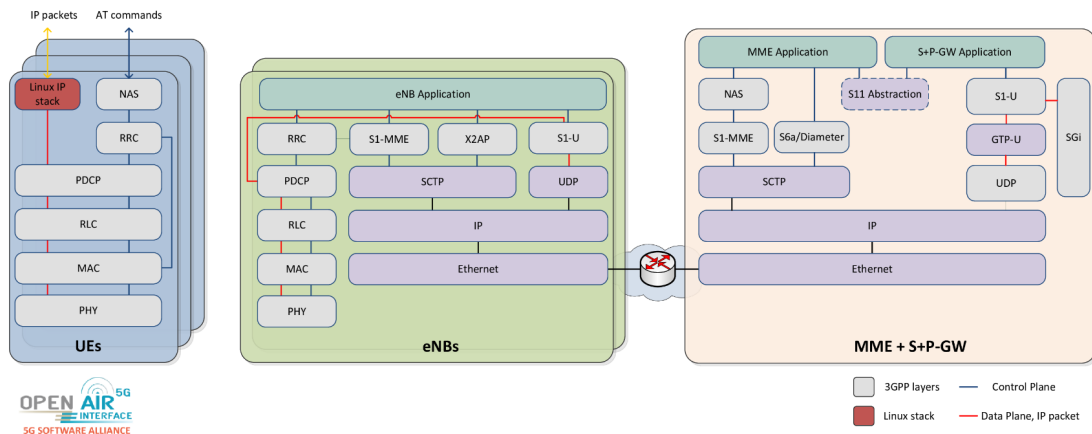 IP packets
AT commands
Linux IP
stack
NAS
RRC
PDCP
RLC
MAC
PHY
UEs
eNB Application
RRC
S1-MME
X2AP
S1-U
PDCP
SCTP
UDP
RLC
IP
MAC
Ethernet
PHY
eNBs
MME Application
S+P-GW Application
NAS
S11 Abstraction
S1-U
S1-MME
S6a/Diameter
GTP-U
SGi
SCTP
UDP
IP
Ethernet
MME + S+P-GW
3GPP layers
Control Plane
Linux stack
Data Plane, IP packet
OPEN AIR 5G
INTERFACE
5G SOFTWARE ALLIANCE